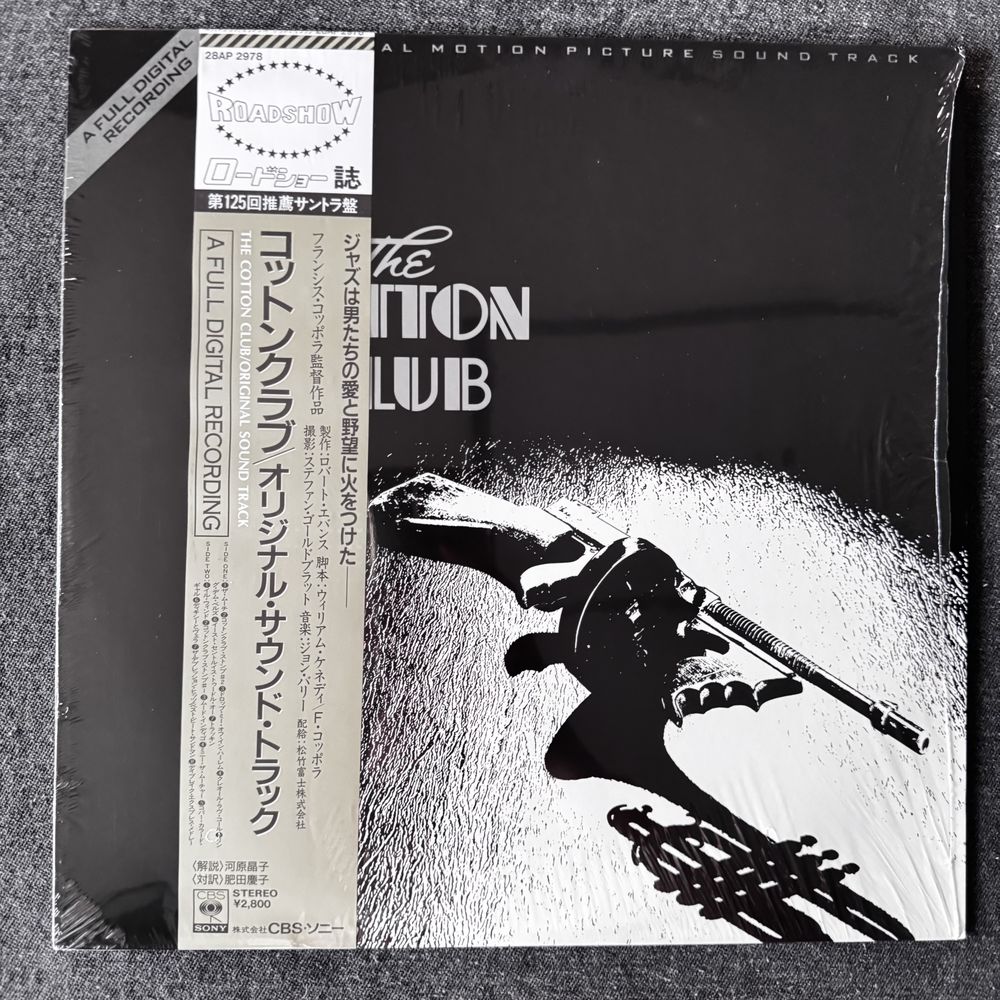 A FULL DIGITAL
RECORDING
AL MOTION PICTURE SOUND TRACK
28AP 2978
ROADSHOW
ロードショー 誌
第125回推薦サントラ盤
The
TTON
LUB
ジャズは男たちの愛と野望に火をつけた——
フランシス・コッポラ監督作品
製作:ロバート・エバンス 脚本:ウィリアム・ケネディ/F・コッポラ
撮影:ステファン・ゴールドブラット 音楽:ジョン・バリー 配給:松竹富士株式会社
コットンクラブ/オリジナル・サウンド・トラック
THE COTTON CLUB/ORIGINAL SOUND TRACK
A FULL DIGITAL RECORDING
SIDE ONE
SIDE TWO
〈解説〉河原晶子
〈対訳〉肥田慶子
CBS
SONY
STEREO
¥2,800
株式会社CBS・ソニー